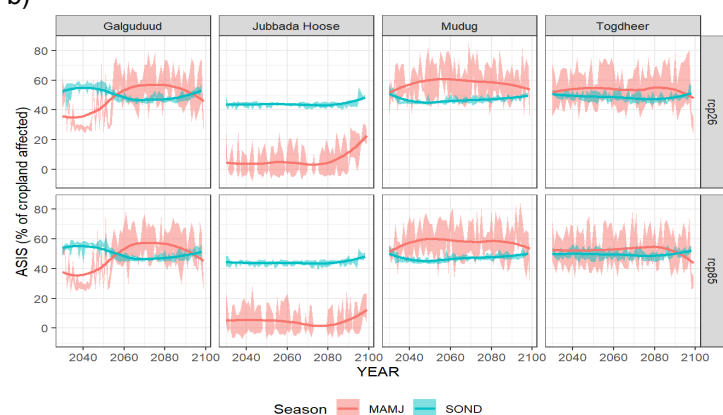 b)
Galguduud Jubbada Hoose Mudug Togdheer
80
60
40
20
0
rcp26
80
60
40
20
0
rcp85
ASIS (% of cropland affected)
2040 2060 2080 2100 2040 2060 2080 2100 2040 2060 2080 2100 2040 2060 2080 2100
YEAR
Season MAMJ SOND